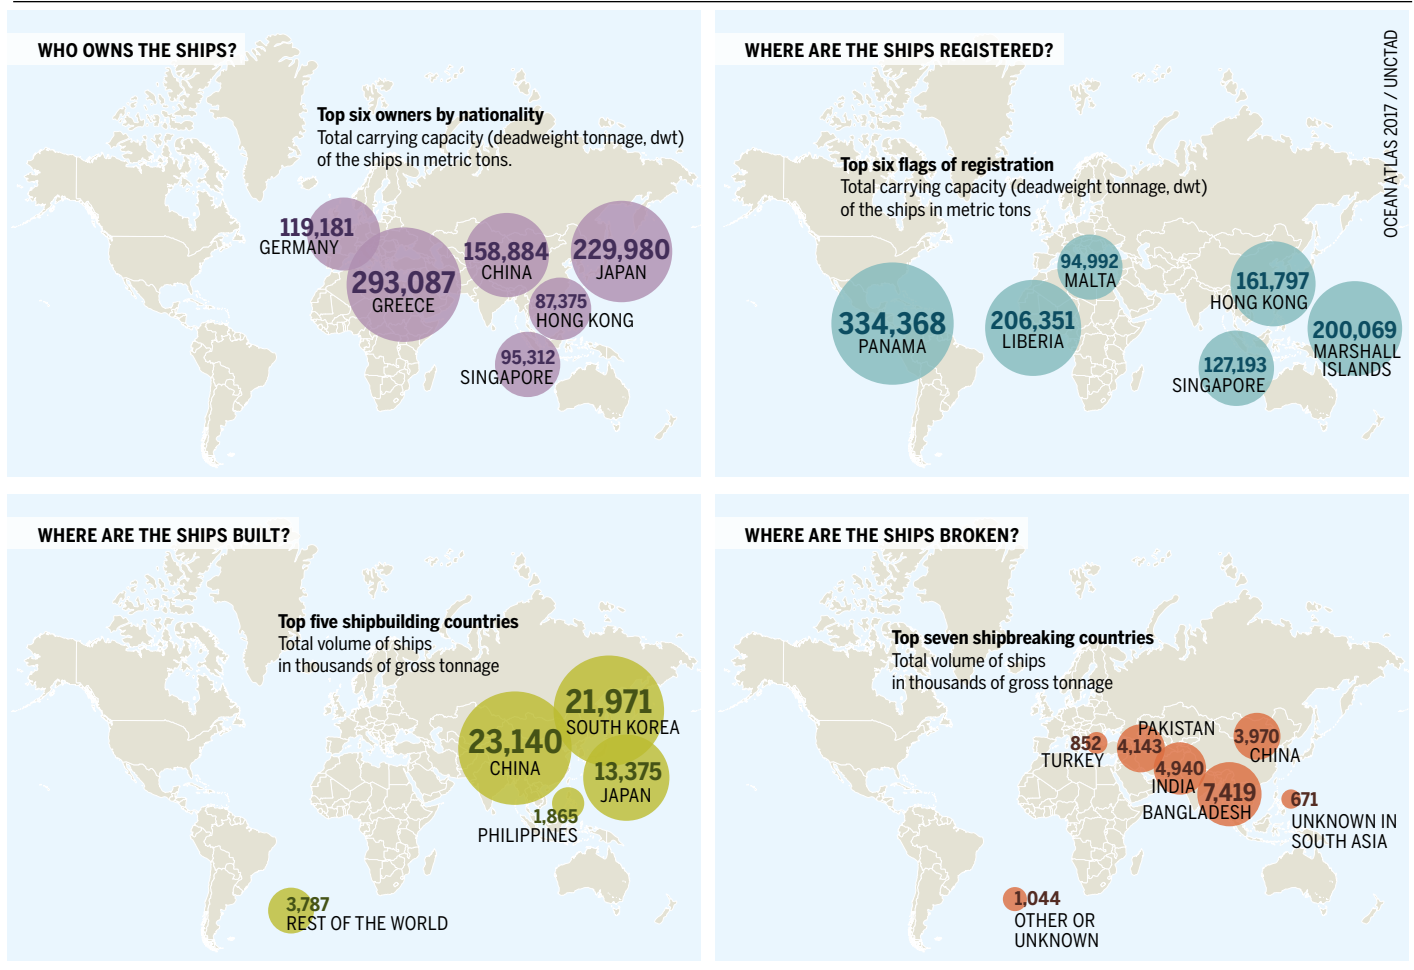 WHO OWNS THE SHIPS?
Top six owners by nationality
Total carrying capacity (deadweight tonnage, dwt)
of the ships in metric tons.
119,181
GERMANY
293,087
GREECE
158,884
CHINA
229,980
JAPAN
87,375
HONG KONG
95,312
SINGAPORE
WHERE ARE THE SHIPS REGISTERED?
Top six flags of registration
Total carrying capacity (deadweight tonnage, dwt)
of the ships in metric tons
334,368
PANAMA
206,351
LIBERIA
94,992
MALTA
161,797
HONG KONG
200,069
MARSHALL
ISLANDS
127,193
SINGAPORE
OCEAN ATLAS 2017 / UNCTAD
WHERE ARE THE SHIPS BUILT?
Top five shipbuilding countries
Total volume of ships
in thousands of gross tonnage
21,971
SOUTH KOREA
23,140
CHINA
13,375
JAPAN
1,865
PHILIPPINES
3,787
REST OF THE WORLD
WHERE ARE THE SHIPS BROKEN?
Top seven shipbreaking countries
Total volume of ships
in thousands of gross tonnage
852
TURKEY
PAKISTAN
4,143
4,940
INDIA
7,419
BANGLADESH
3,970
CHINA
671
UNKNOWN IN
SOUTH ASIA
1,044
OTHER OR
UNKNOWN